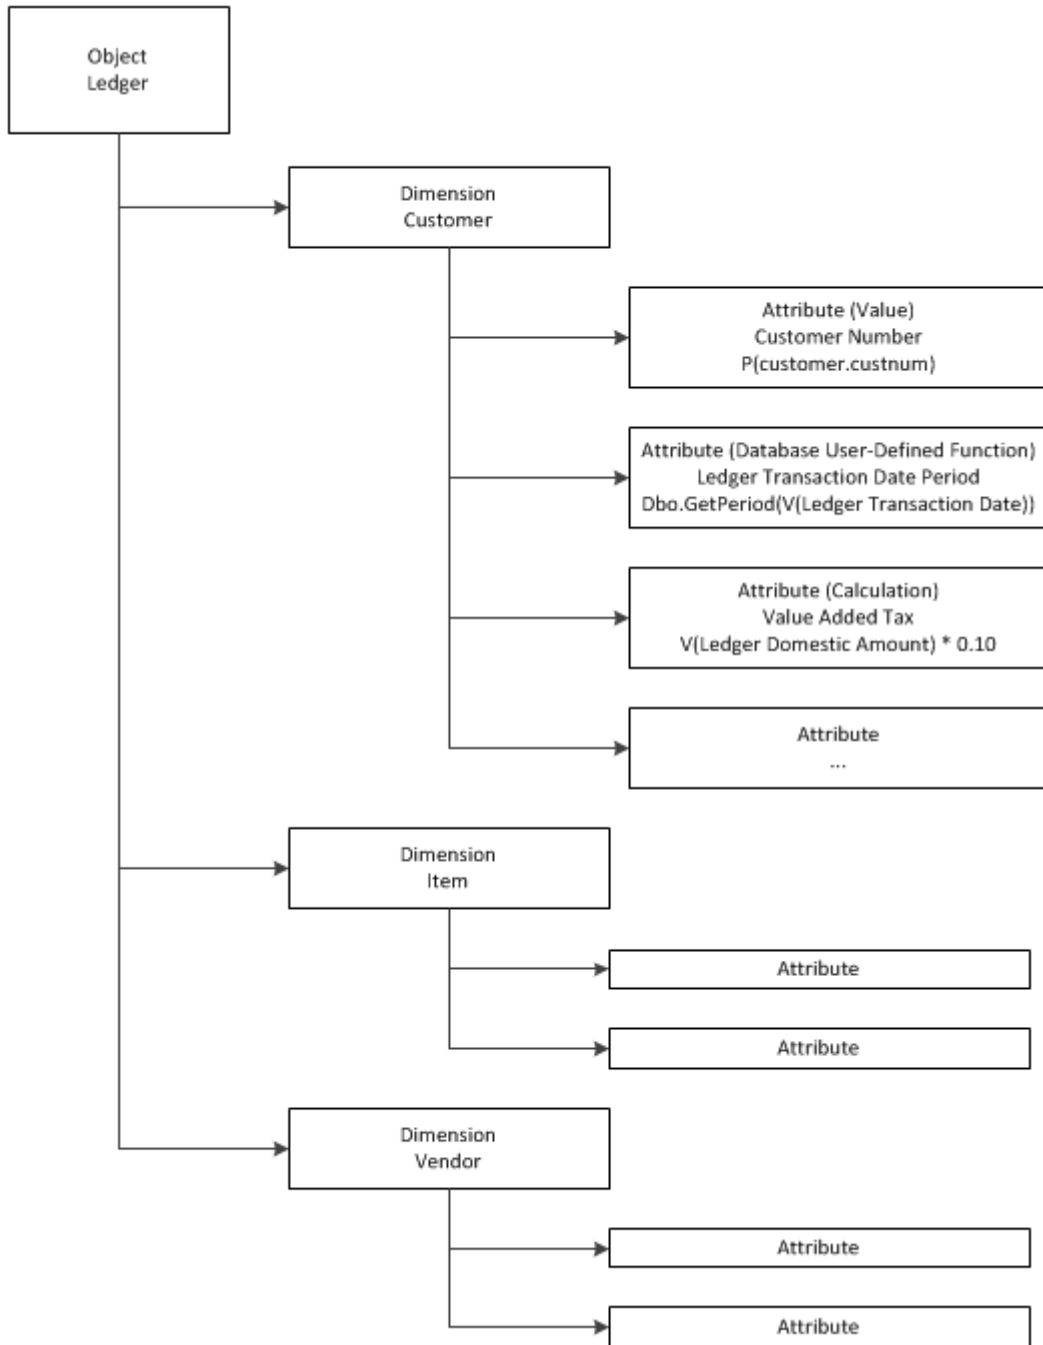 Object
Ledger
Dimension
Customer
Attribute (Value)
Customer Number
P(customer.custnum)
Attribute (Database User-Defined Function)
Ledger Transaction Date Period
Dbo.GetPeriod(V(Ledger Transaction Date))
Attribute (Calculation)
Value Added Tax
V(Ledger Domestic Amount) * 0.10
Attribute
...
Dimension
Item
Attribute
Attribute
Dimension
Vendor
Attribute
Attribute